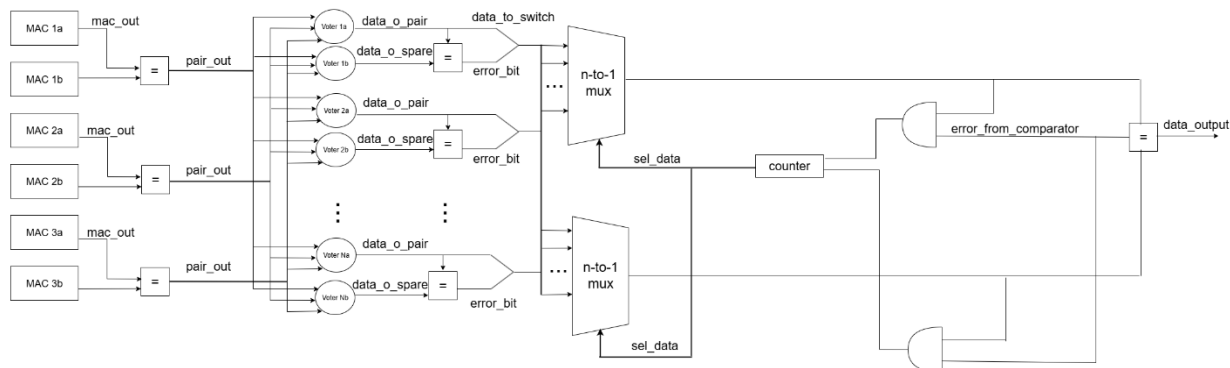 MAC 1a
mac_out
MAC 1b
=
pair_out
MAC 2a
mac_out
MAC 2b
=
pair_out
MAC 3a
mac_out
MAC 3b
=
pair_out
Voter 1a
data_o_pair
data_to_switch
Voter 1b
data_o_spare
=
error_bit
Voter 2a
data_o_pair
Voter 2b
data_o_spare
=
error_bit
Voter Na
data_o_pair
Voter Nb
data_o_spare
=
error_bit
n-to-1
mux
sel_data
n-to-1
mux
sel_data
counter
error_from_comparator
=
data_output